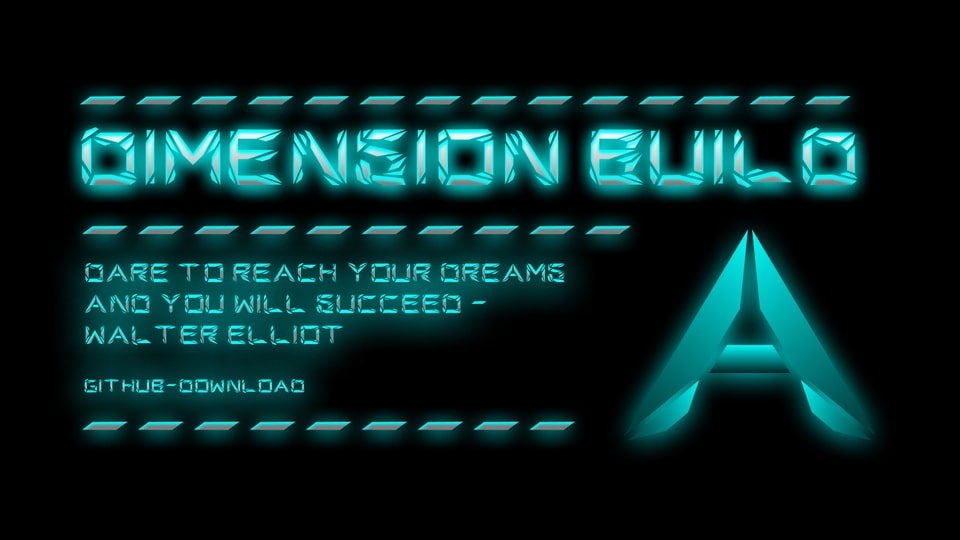 DIMENSION BUILD
DARE TO REACH YOUR DREAMS
AND YOU WILL SUCCEED -
WALTER ELLIOT
GITHUB-DOWNLOAD
A